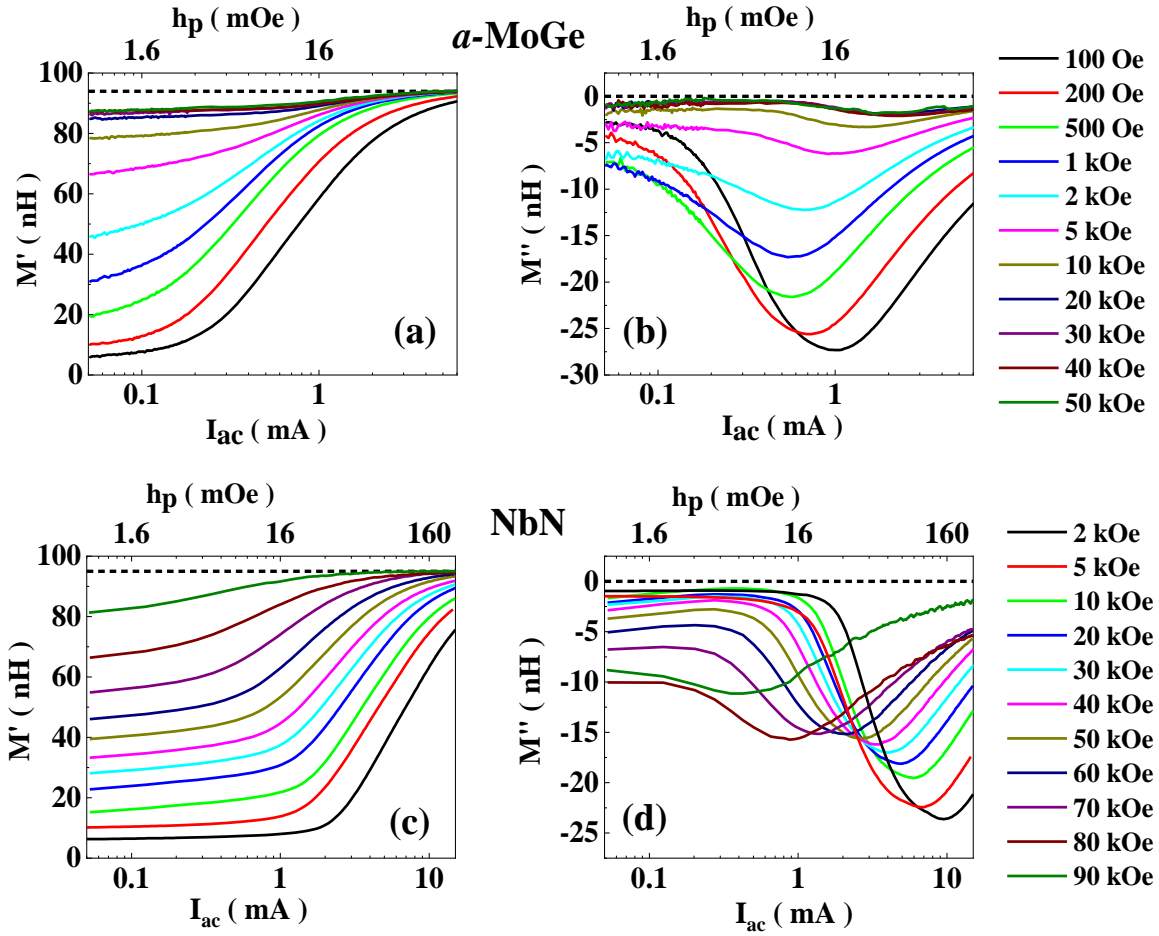 hp ( mOe )
a-MoGe
hp ( mOe )
1.6 16
1.6 16
100
80
60
40
20
0
M' ( nH )
(a)
0.1 1
Iac ( mA )
0
-5
-10
-15
-20
-25
-30
M'' ( nH )
(b)
0.1 1
Iac ( mA )
100 Oe
200 Oe
500 Oe
1 kOe
2 kOe
5 kOe
10 kOe
20 kOe
30 kOe
40 kOe
50 kOe
hp ( mOe )
NbN
hp ( mOe )
1.6 16 160
1.6 16 160
100
80
60
40
20
0
M' ( nH )
(c)
0.1 1 10
Iac ( mA )
0
-5
-10
-15
-20
-25
M'' ( nH )
(d)
0.1 1 10
Iac ( mA )
2 kOe
5 kOe
10 kOe
20 kOe
30 kOe
40 kOe
50 kOe
60 kOe
70 kOe
80 kOe
90 kOe